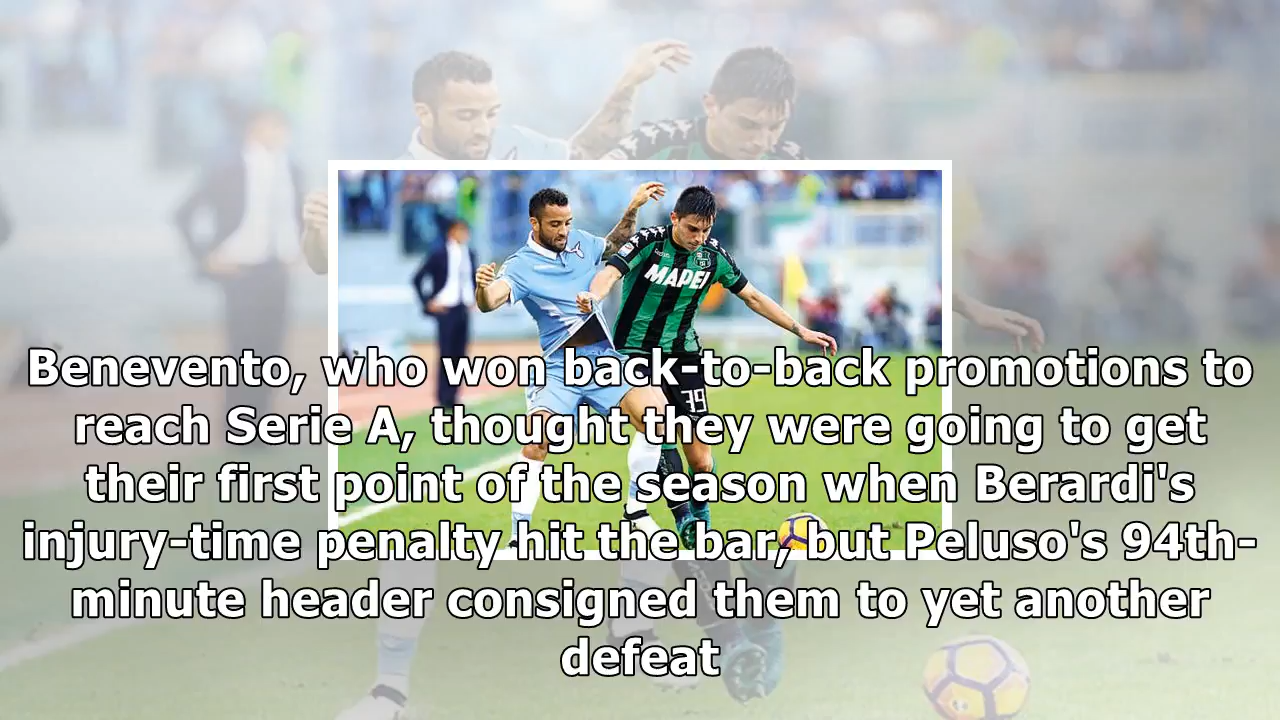 MAPEI
39
Benevento, who won back-to-back promotions to
reach Serie A, thought they were going to get
their first point of the season when Berardi's
injury-time penalty hit the bar, but Peluso's 94th-
minute header consigned them to yet another
defeat